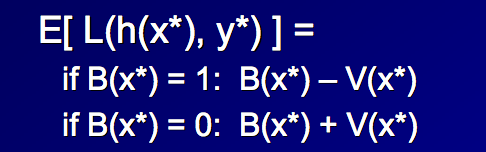 E[ L(h(x*), y*) ] =
if B(x*) = 1:  B(x*) – V(x*)
if B(x*) = 0:  B(x*) + V(x*)